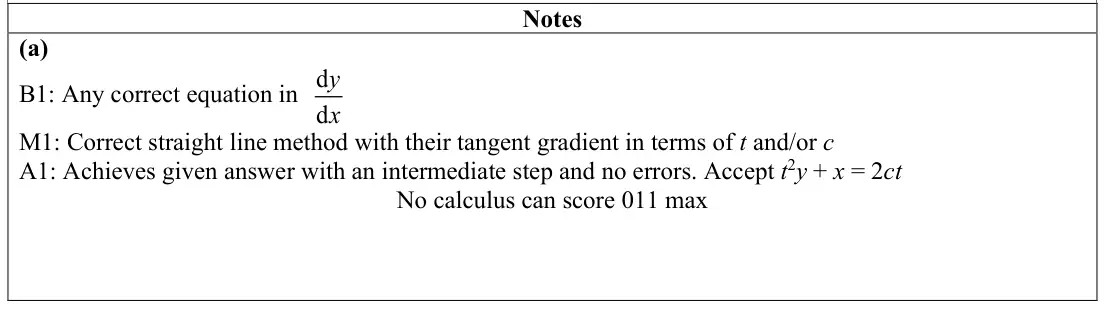 Notes
(a)
B1: Any correct equation in dy/dx
M1: Correct straight line method with their tangent gradient in terms of t and/or c
A1: Achieves given answer with an intermediate step and no errors. Accept t²y + x = 2ct
No calculus can score 011 max